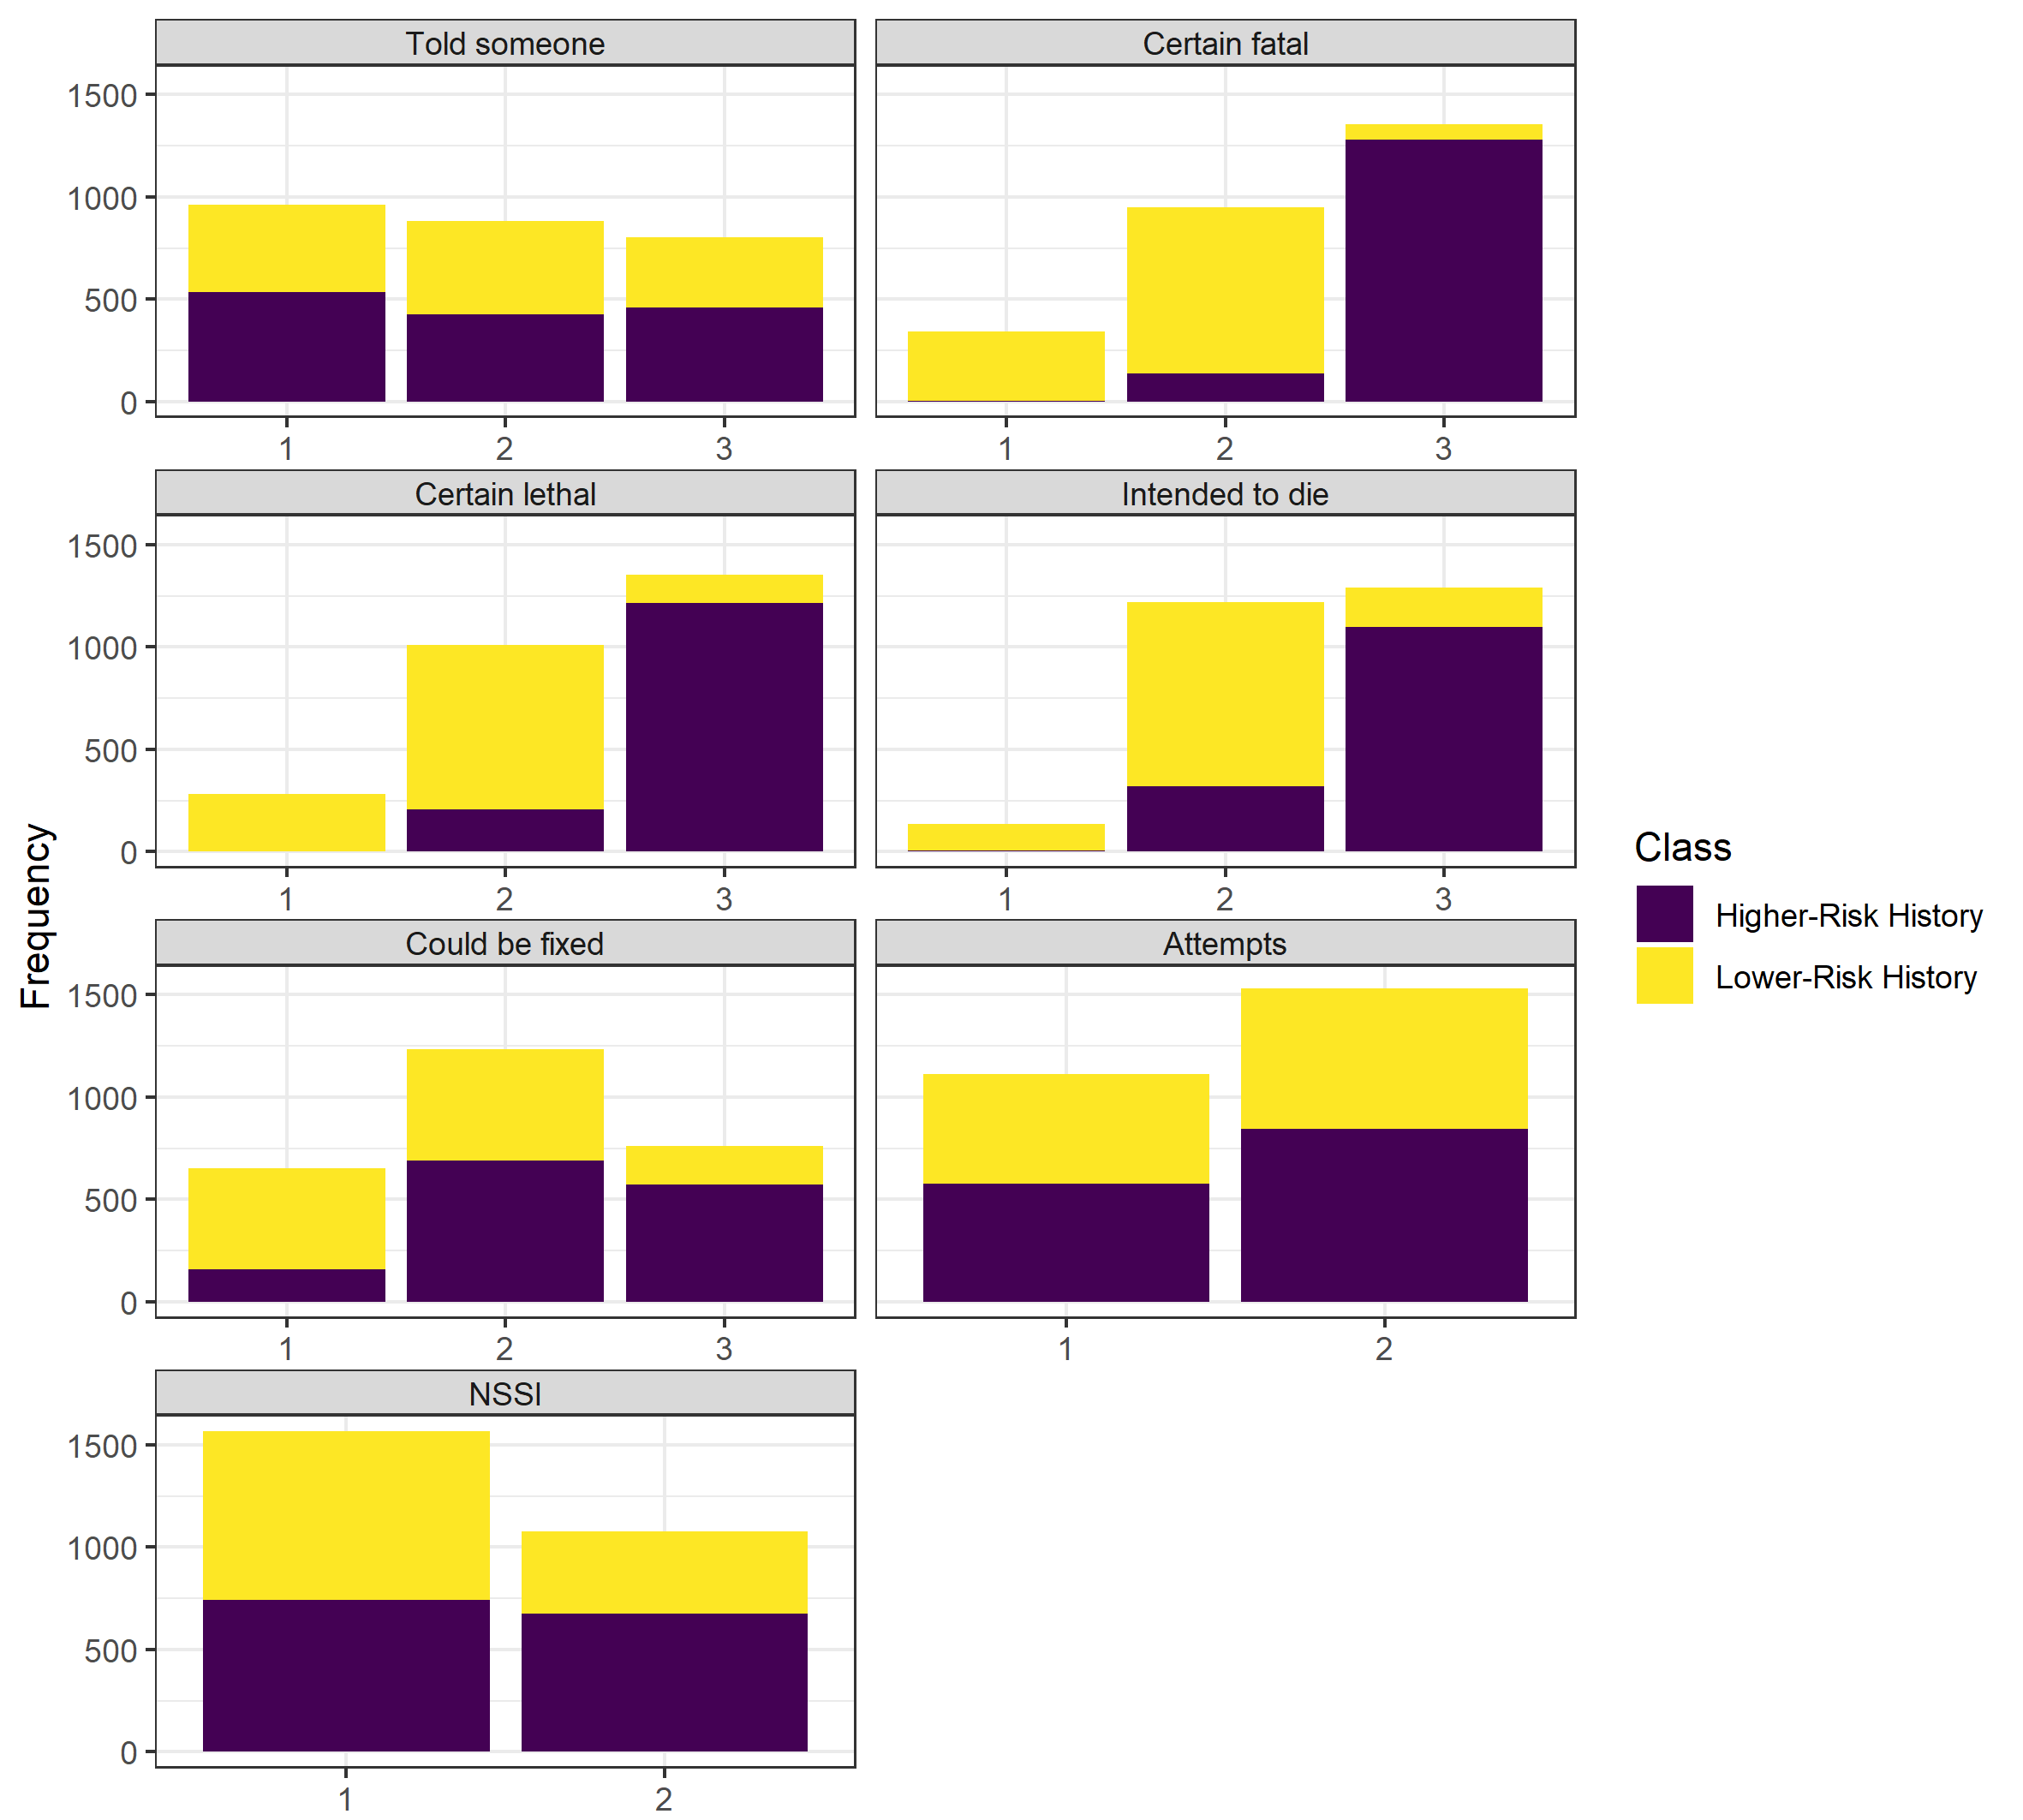 Told someone
Certain fatal
1500
1000
500
0
1 2 3
1 2 3
Certain lethal
Intended to die
1500
1000
500
0
1 2 3
1 2 3
Could be fixed
Attempts
1500
1000
500
0
1 2 3
1 2
NSSI
1500
1000
500
0
1 2
Frequency
Class
Higher-Risk History
Lower-Risk History